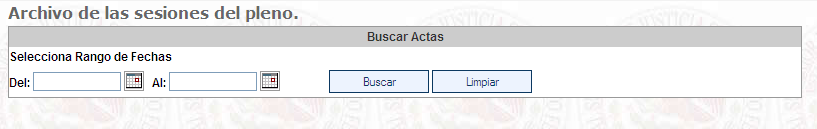 Archivo de las sesiones del pleno.
Buscar Actas
Selecciona Rango de Fechas
Del: Al: Buscar Limpiar